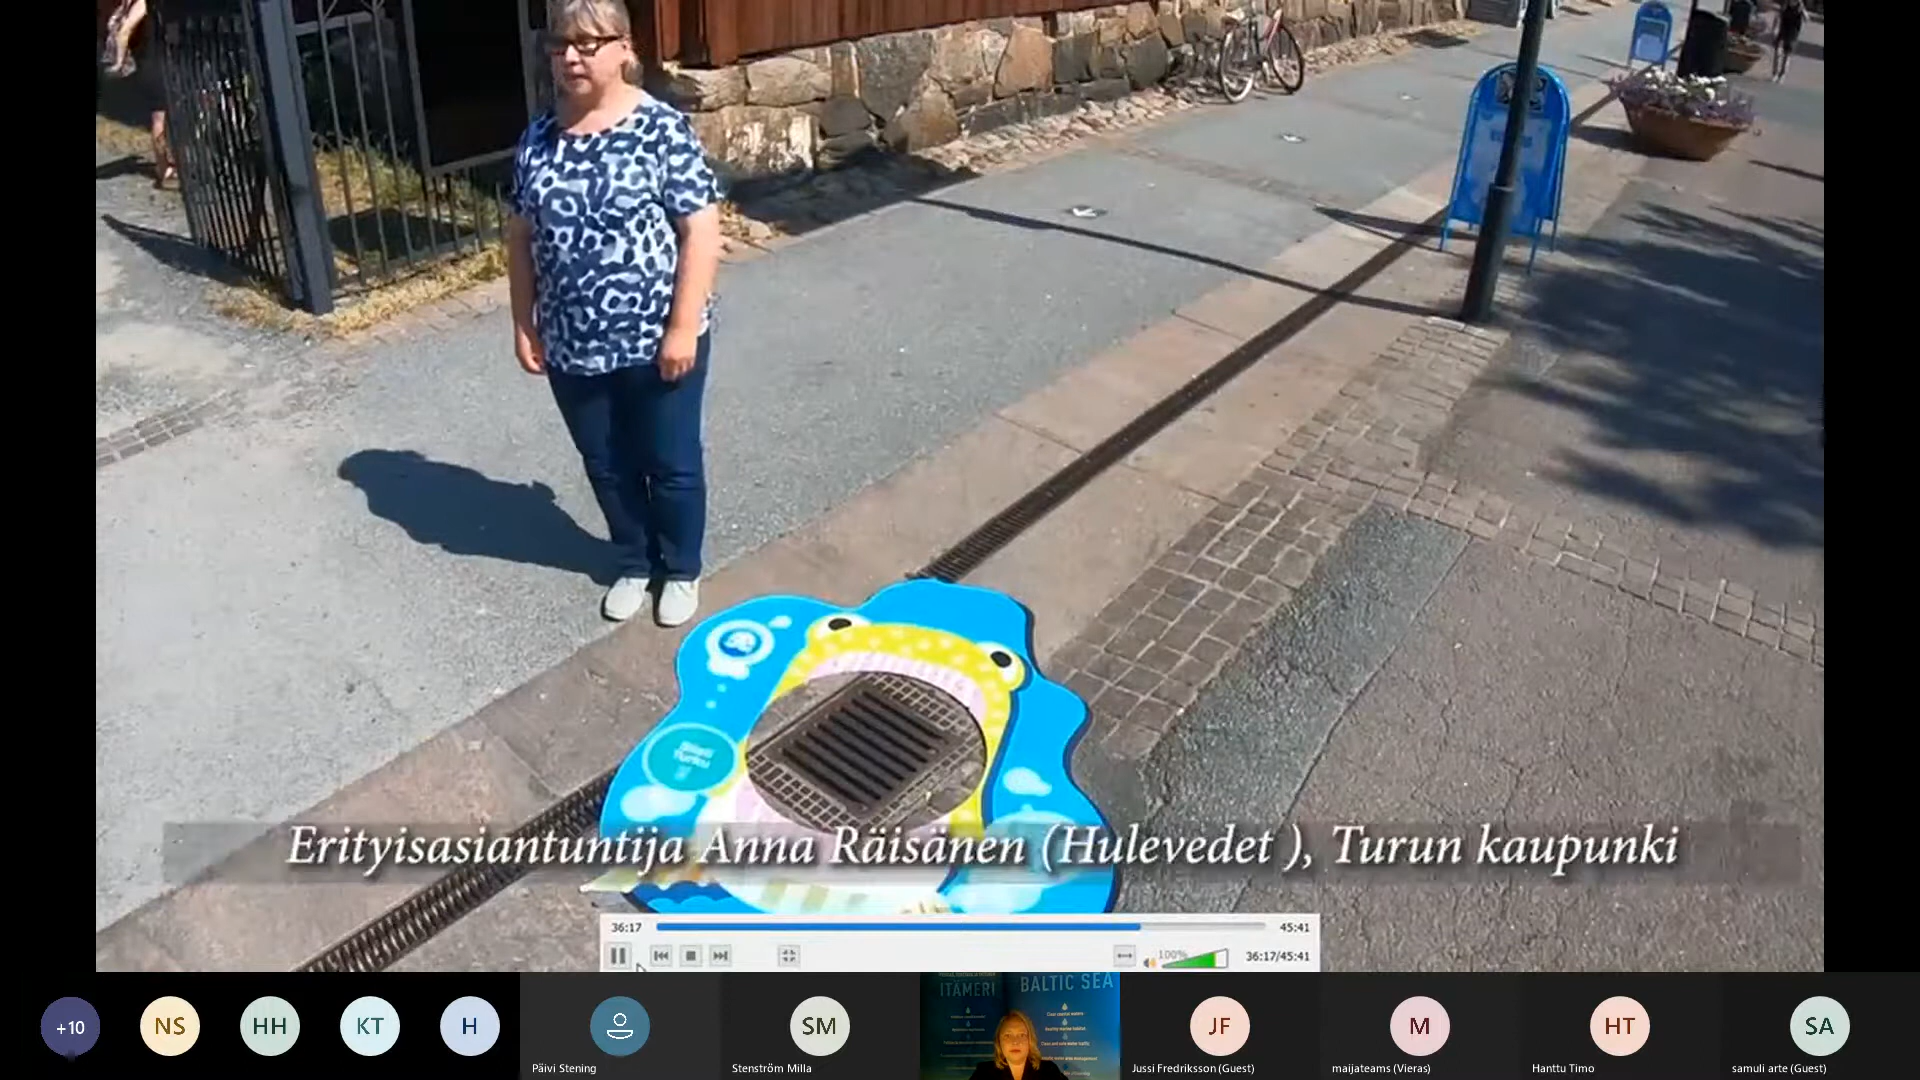 Erityisasiantuntija Anna Räisänen (Hulevedet ), Turun kaupunki
36:17
45:41
100%
36:17/45:41
+10
NS
HH
KT
H
SM
ITÄMERI
BALTIC SEA
JF
M
HT
SA
Päivi Stening
Stenström Milla
Jussi Fredriksson (Guest)
maijateams (Vieras)
Hanttu Timo
samuli arte (Guest)